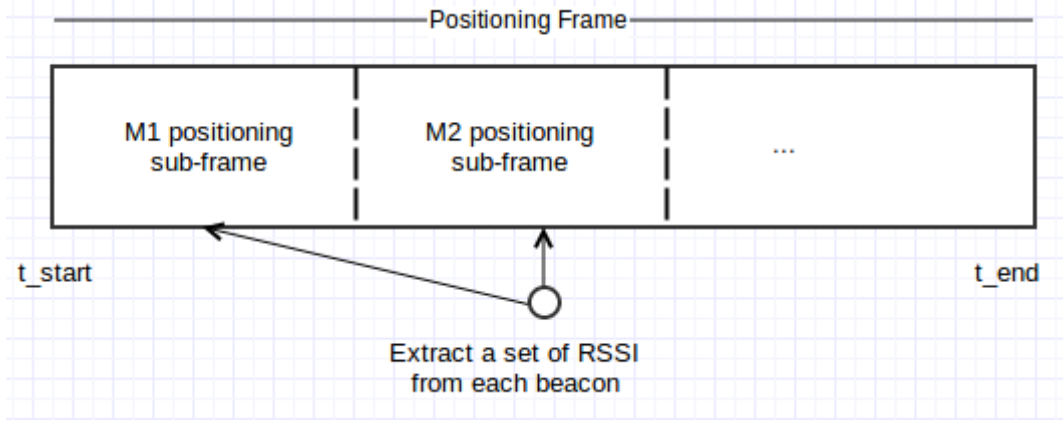 Positioning Frame
M1 positioning
sub-frame
M2 positioning
sub-frame
...
t_start
t_end
Extract a set of RSSI
from each beacon